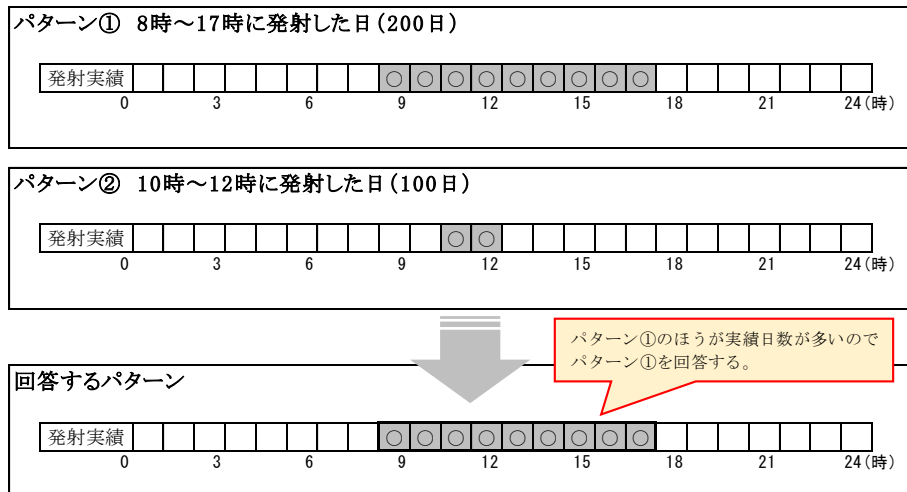 パターン① 8時～17時に発射した日（200日）
発射実績 ○ ○ ○ ○ ○ ○ ○ ○ ○
0 3 6 9 12 15 18 21 24（時）
パターン② 10時～12時に発射した日（100日）
発射実績 ○ ○
0 3 6 9 12 15 18 21 24（時）
パターン①のほうが実績日数が多いので
パターン①を回答する。
回答するパターン
発射実績 ○ ○ ○ ○ ○ ○ ○ ○ ○
0 3 6 9 12 15 18 21 24（時）